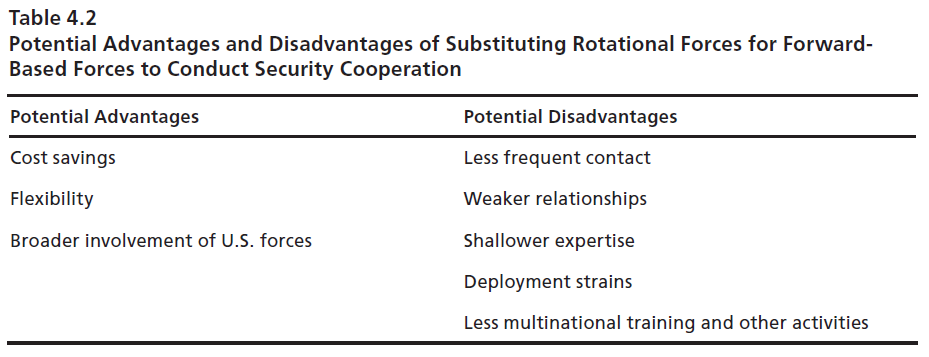 Table 4.2
Potential Advantages and Disadvantages of Substituting Rotational Forces for Forward-
Based Forces to Conduct Security Cooperation
Potential Advantages Potential Disadvantages
Cost savings Less frequent contact
Flexibility Weaker relationships
Broader involvement of U.S. forces Shallower expertise
Deployment strains
Less multinational training and other activities